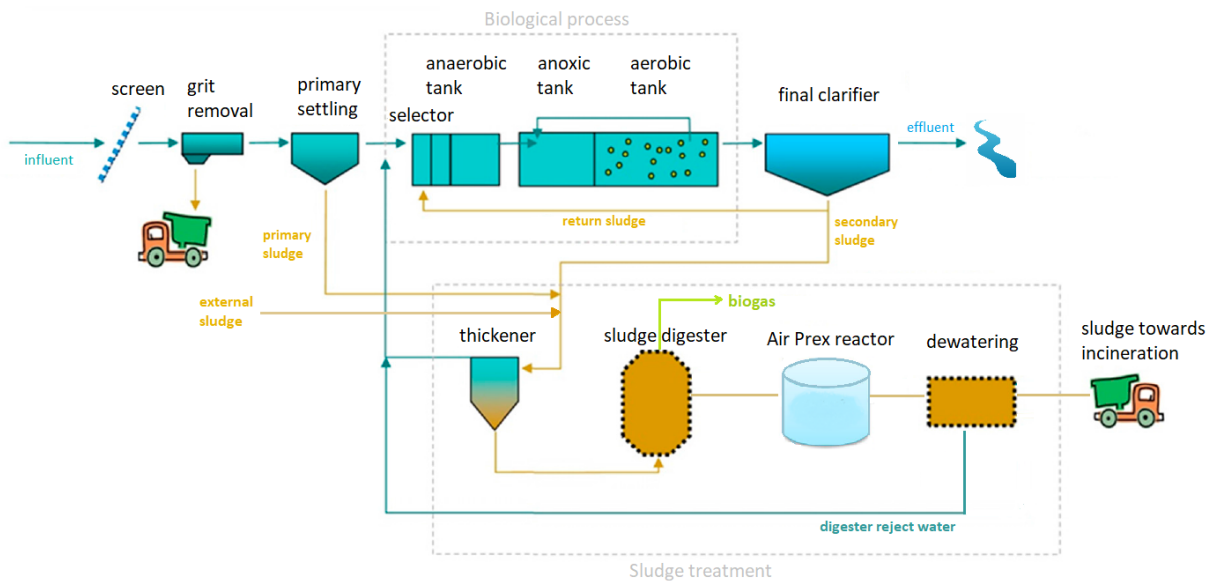 Biological process
anaerobic
tank
anoxic
tank
aerobic
tank
screen
grit
removal
primary
settling
selector
final clarifier
influent
effluent
return sludge
secondary
sludge
primary
sludge
external
sludge
biogas
thickener
sludge digester
Air Prex reactor
dewatering
sludge towards
incineration
digester reject water
Sludge treatment